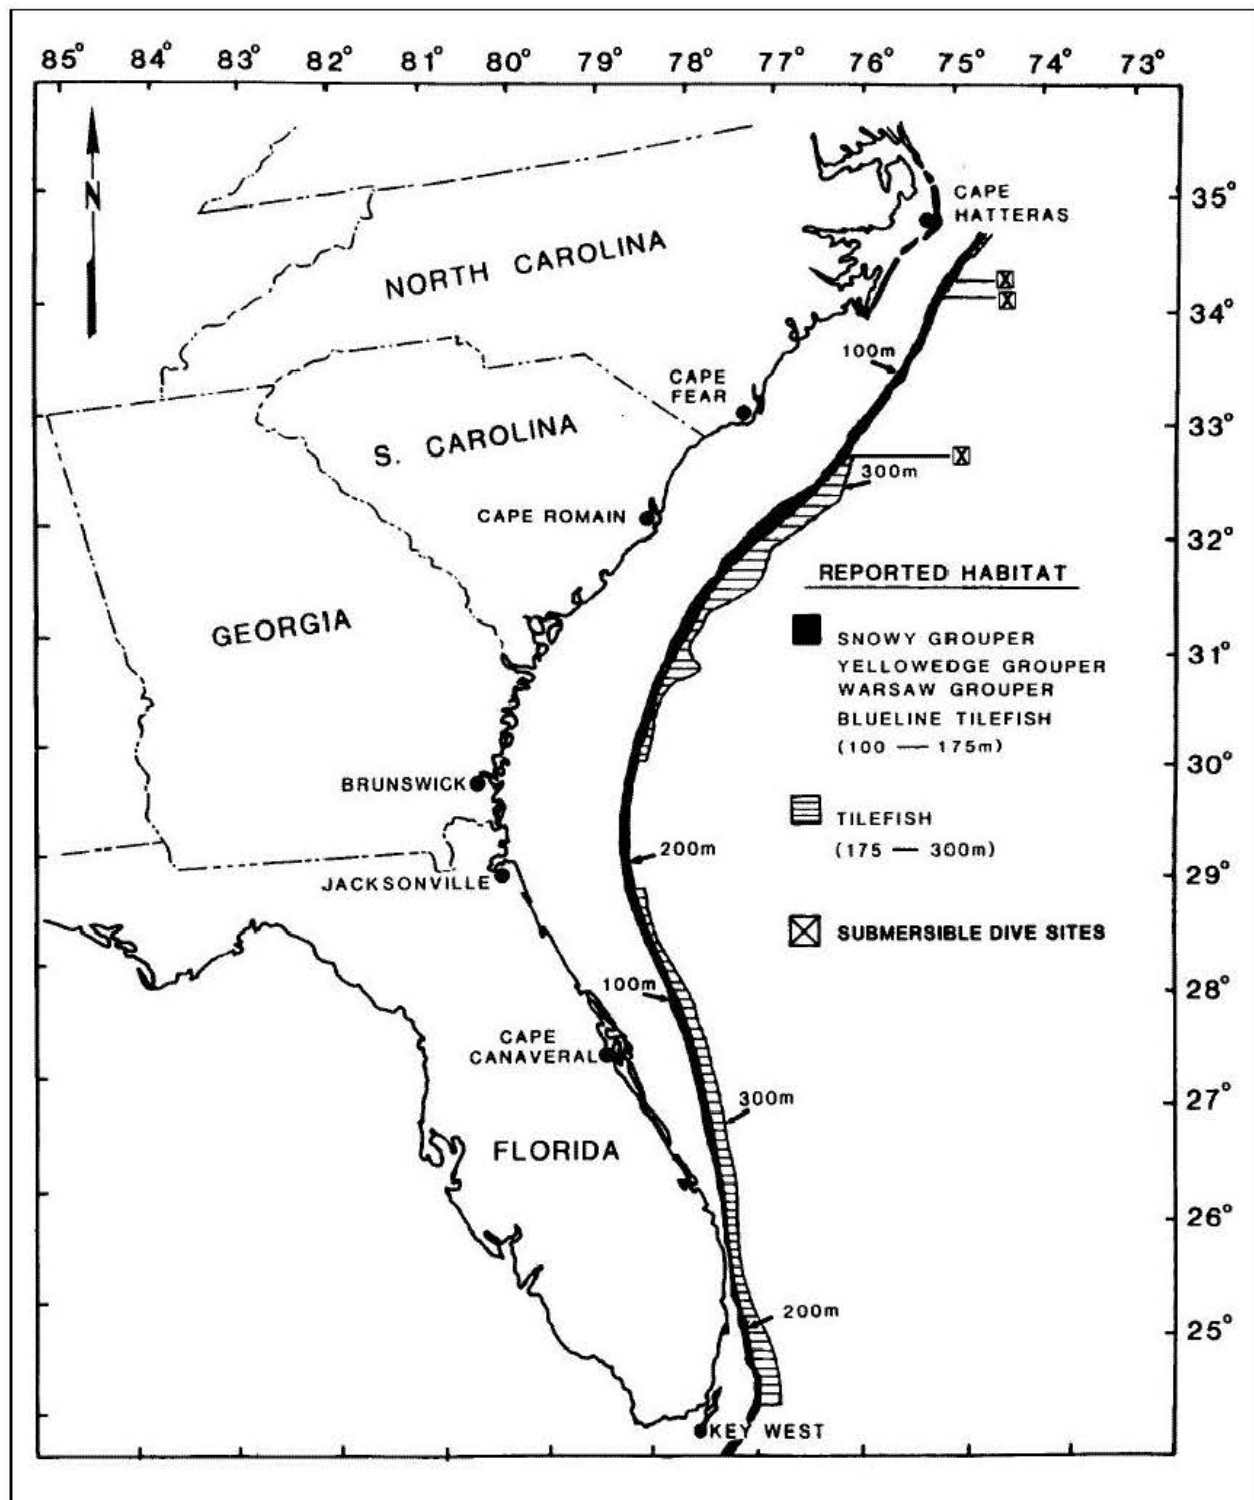 85° 84° 83° 82° 81° 80° 79° 78° 77° 76° 75° 74° 73°
N
CAPE
HATTERAS
35°
NORTH CAROLINA
34°
100m
CAPE
FEAR
33°
S. CAROLINA
300m
CAPE ROMAIN
32°
REPORTED HABITAT
GEORGIA
SNOWY GROUPER
31°
YELLOWEDGE GROUPER
WARSAW GROUPER
BLUELINE TILEFISH
(100 — 175m)
30°
BRUNSWICK
TILEFISH
(175 — 300m)
200m
29°
JACKSONVILLE
SUBMERSIBLE DIVE SITES
100m
28°
CAPE
CANAVERAL
300m
27°
FLORIDA
26°
200m
25°
KEY WEST